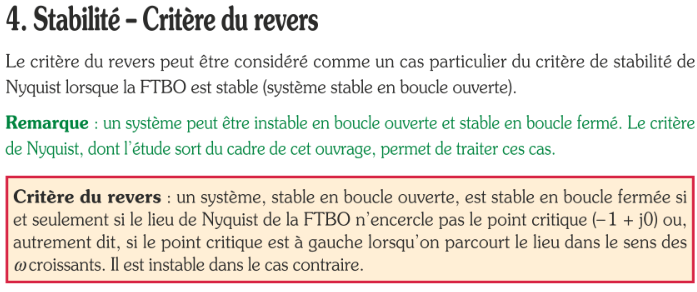 4. Stabilité – Critère du revers
Le critère du revers peut être considéré comme un cas particulier du critère de stabilité de
Nyquist lorsque la FTBO est stable (système stable en boucle ouverte).
Remarque : un système peut être instable en boucle ouverte et stable en boucle fermé. Le critère
de Nyquist, dont l'étude sort du cadre de cet ouvrage, permet de traiter ces cas.
Critère du revers : un système, stable en boucle ouverte, est stable en boucle fermée si
et seulement si le lieu de Nyquist de la FTBO n'encercle pas le point critique (– 1 + j0) ou,
autrement dit, si le point critique est à gauche lorsqu'on parcourt le lieu dans le sens des
ω croissants. Il est instable dans le cas contraire.